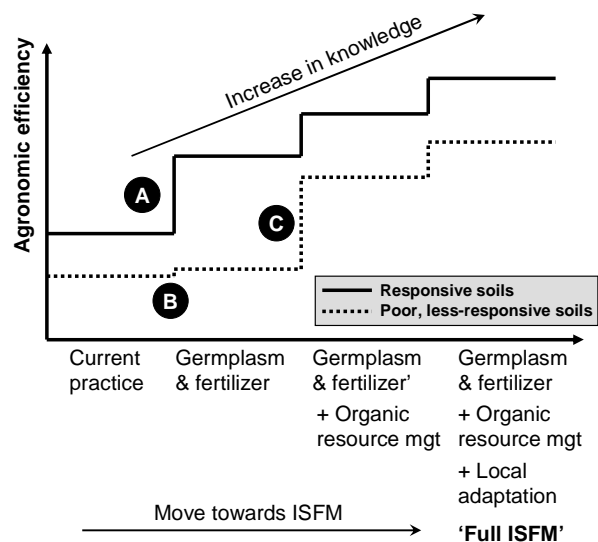 Agronomic efficiency
Increase in knowledge
A
B
C
Responsive soils
Poor, less-responsive soils
Current
practice
Germplasm
& fertilizer
Germplasm
& fertilizer’
+ Organic
resource mgt
Germplasm
& fertilizer
+ Organic
resource mgt
+ Local
adaptation
Move towards ISFM
‘Full ISFM’